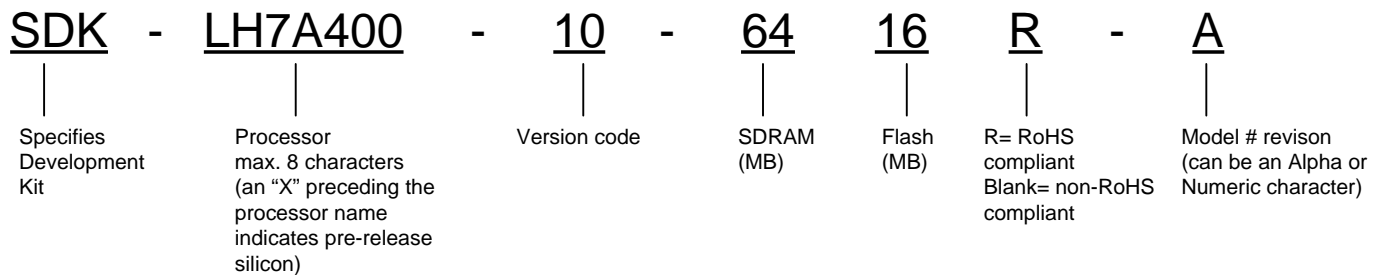 SDK - LH7A400 - 10 - 64 16 R - A
Specifies
Development
Kit
Processor
max. 8 characters
(an “X” preceding the
processor name
indicates pre-release
silicon)
Version code
SDRAM
(MB)
Flash
(MB)
R= RoHS
compliant
Blank= non-RoHS
compliant
Model # revison
(can be an Alpha or
Numeric character)